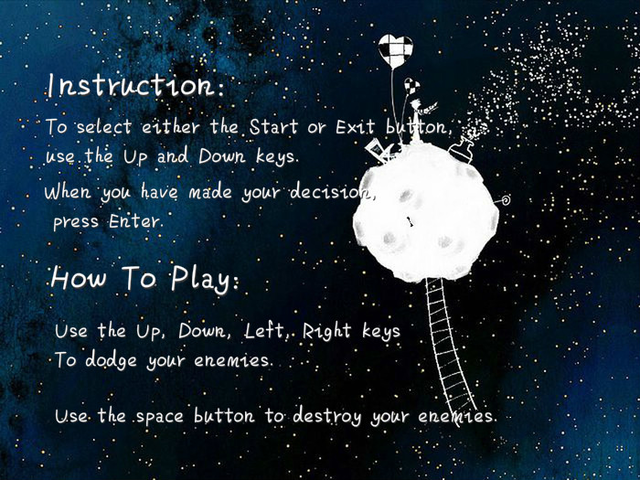 Instruction:
To select either the Start or Exit button,
use the Up and Down keys.
When you have made your decision,
press Enter.
How To Play:
Use the Up, Down, Left, Right keys
To dodge your enemies.
Use the space button to destroy your enemies.